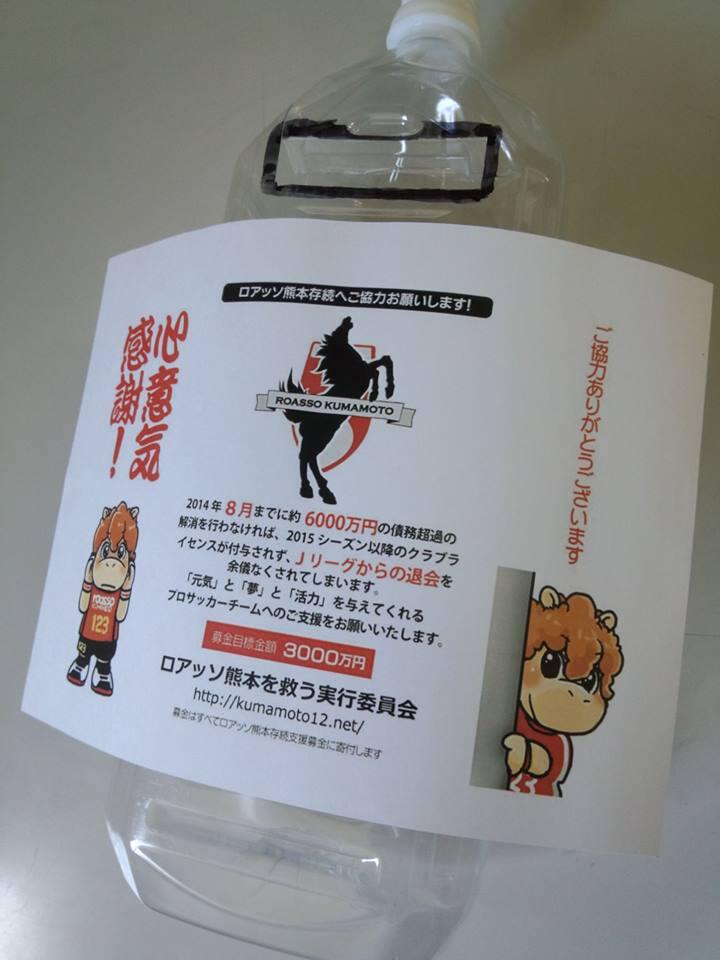 ロアッソ熊本存続へご協力お願いします!
ROASSO KUMAMOTO
心意気
感謝!
2014年8月までに約6000万円の債務超過の
解消を行わなければ、2015シーズン以降のクラブラ
イセンスが付与されず、Jリーグからの退会を
余儀なくされてしまいます。
「元気」と「夢」と「活力」を与えてくれる
プロサッカーチームへのご支援をお願いいたします。
募金目標金額 3000万円
ロアッソ熊本を救う実行委員会
http://kumamoto12.net/
募金はすべてロアッソ熊本存続支援募金に寄付します
ROASSO
KUMAMOTO
123
123
ご協力ありがとうございます